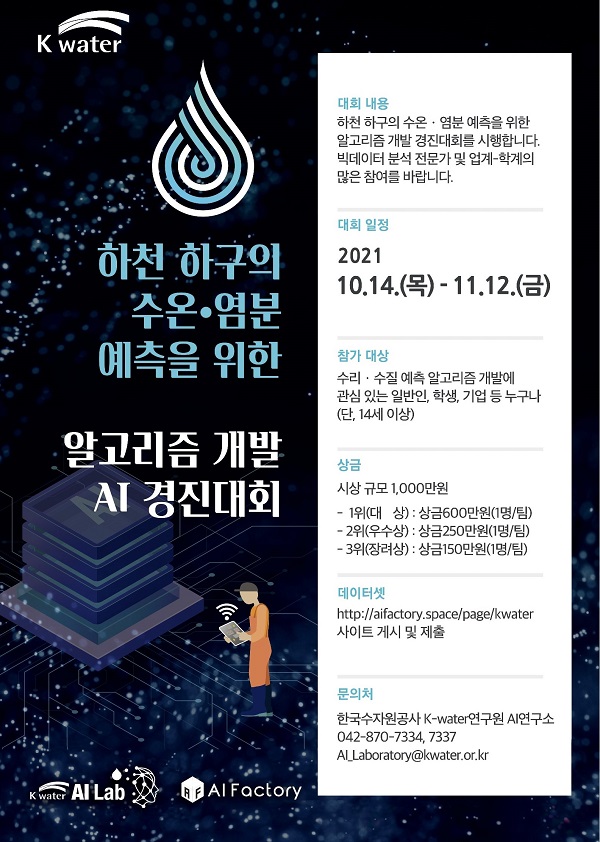 K water
하천 하구의
수온•염분
예측을 위한
알고리즘 개발
AI 경진대회
대회 내용
하천 하구의 수온 · 염분 예측을 위한
알고리즘 개발 경진대회를 시행합니다.
빅데이터 분석 전문가 및 업계-학계의
많은 참여를 바랍니다.
대회 일정
2021
10.14.(목) - 11.12.(금)
참가 대상
수리 · 수질 예측 알고리즘 개발에
관심 있는 일반인, 학생, 기업 등 누구나
(단, 14세 이상)
상금
시상 규모 1,000만원
- 1위(대 상) : 상금600만원(1명/팀)
- 2위(우수상) : 상금250만원(1명/팀)
- 3위(장려상) : 상금150만원(1명/팀)
데이터셋
http://aifactory.space/page/kwater
사이트 게시 및 제출
문의처
한국수자원공사 K-water연구원 AI연구소
042-870-7334, 7337
AI_Laboratory@kwater.or.kr
K water AI Lab
AF AI Factory